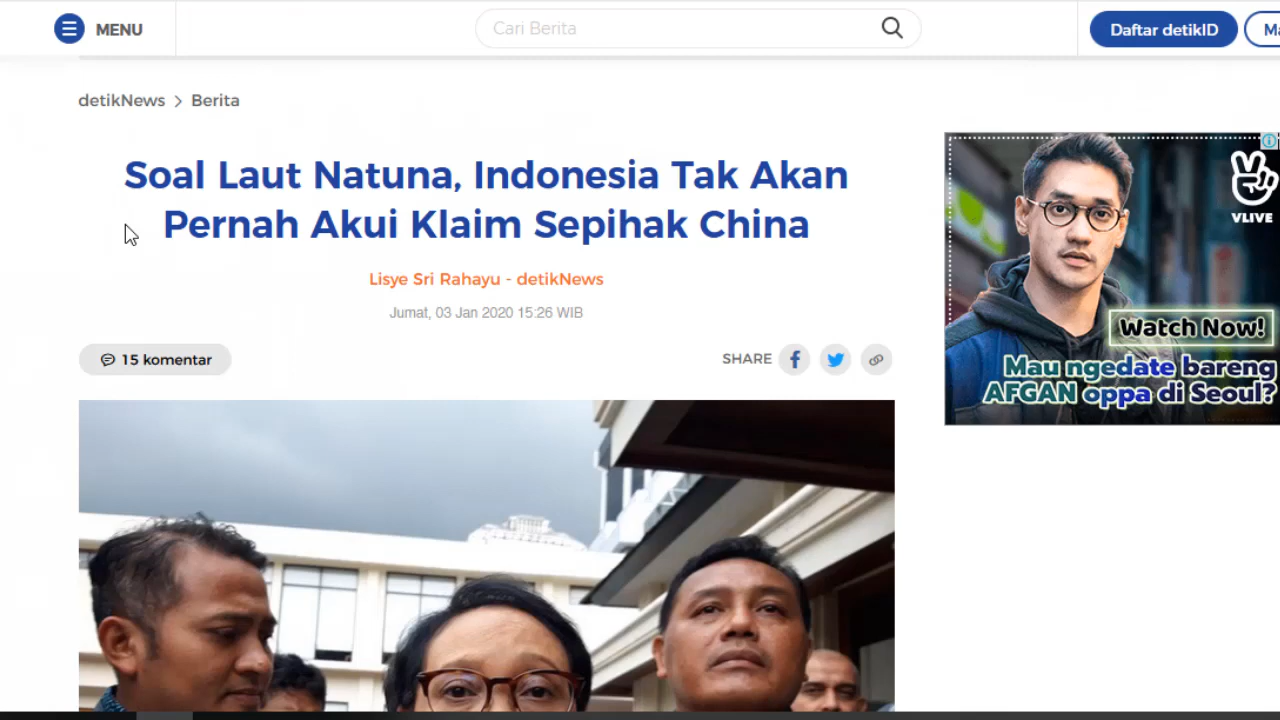 MENU
Cari Berita
Daftar detikID
Ma
detikNews > Berita
Soal Laut Natuna, Indonesia Tak Akan
Pernah Akui Klaim Sepihak China
Lisye Sri Rahayu - detikNews
Jumat, 03 Jan 2020 15:26 WIB
15 komentar
SHARE
VLIVE
Watch Now!
Mau ngedate bareng
AFGAN oppa di Seoul?